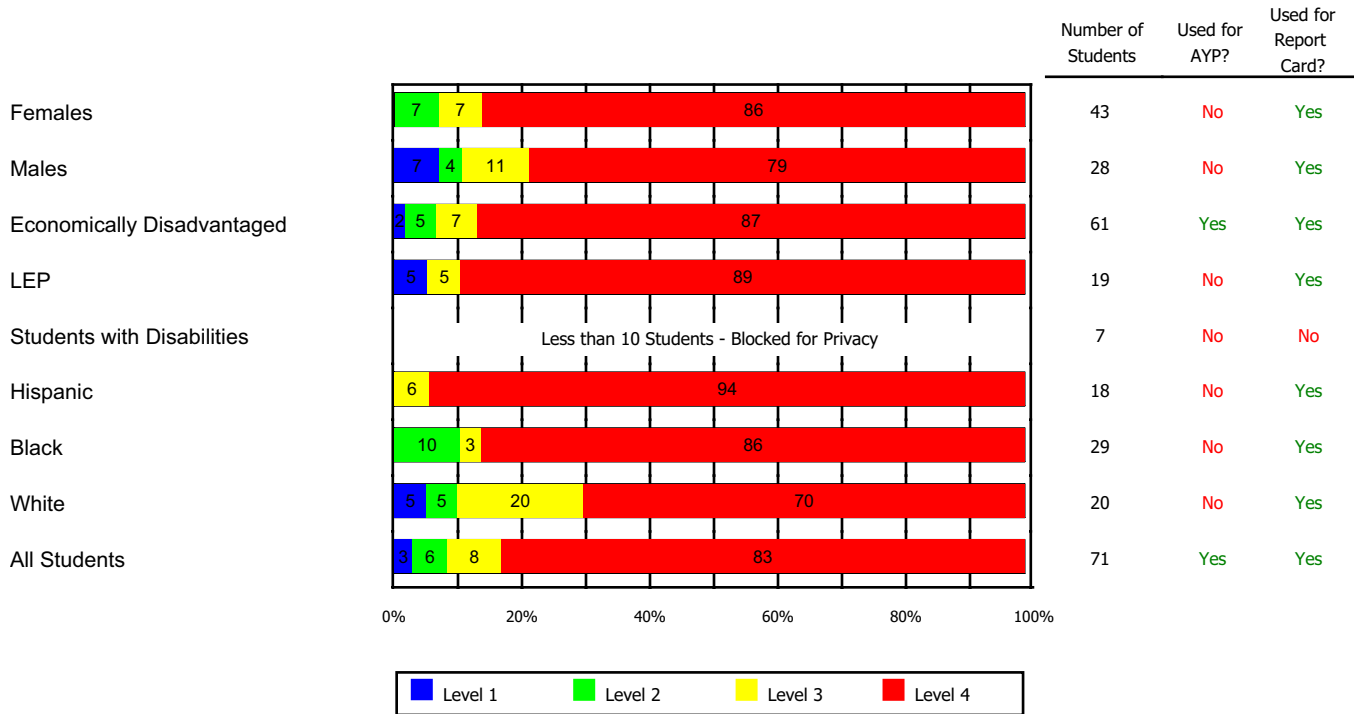 Number of Students Used for AYP? Used for Report Card?
Females 7 7 86 43 No Yes
Males 7 4 11 79 28 No Yes
Economically Disadvantaged 2 5 7 87 61 Yes Yes
LEP 5 5 89 19 No Yes
Students with Disabilities Less than 10 Students - Blocked for Privacy 7 No No
Hispanic 6 94 18 No Yes
Black 10 3 86 29 No Yes
White 5 5 20 70 20 No Yes
All Students 3 6 8 83 71 Yes Yes
0% 20% 40% 60% 80% 100%
Level 1 Level 2 Level 3 Level 4